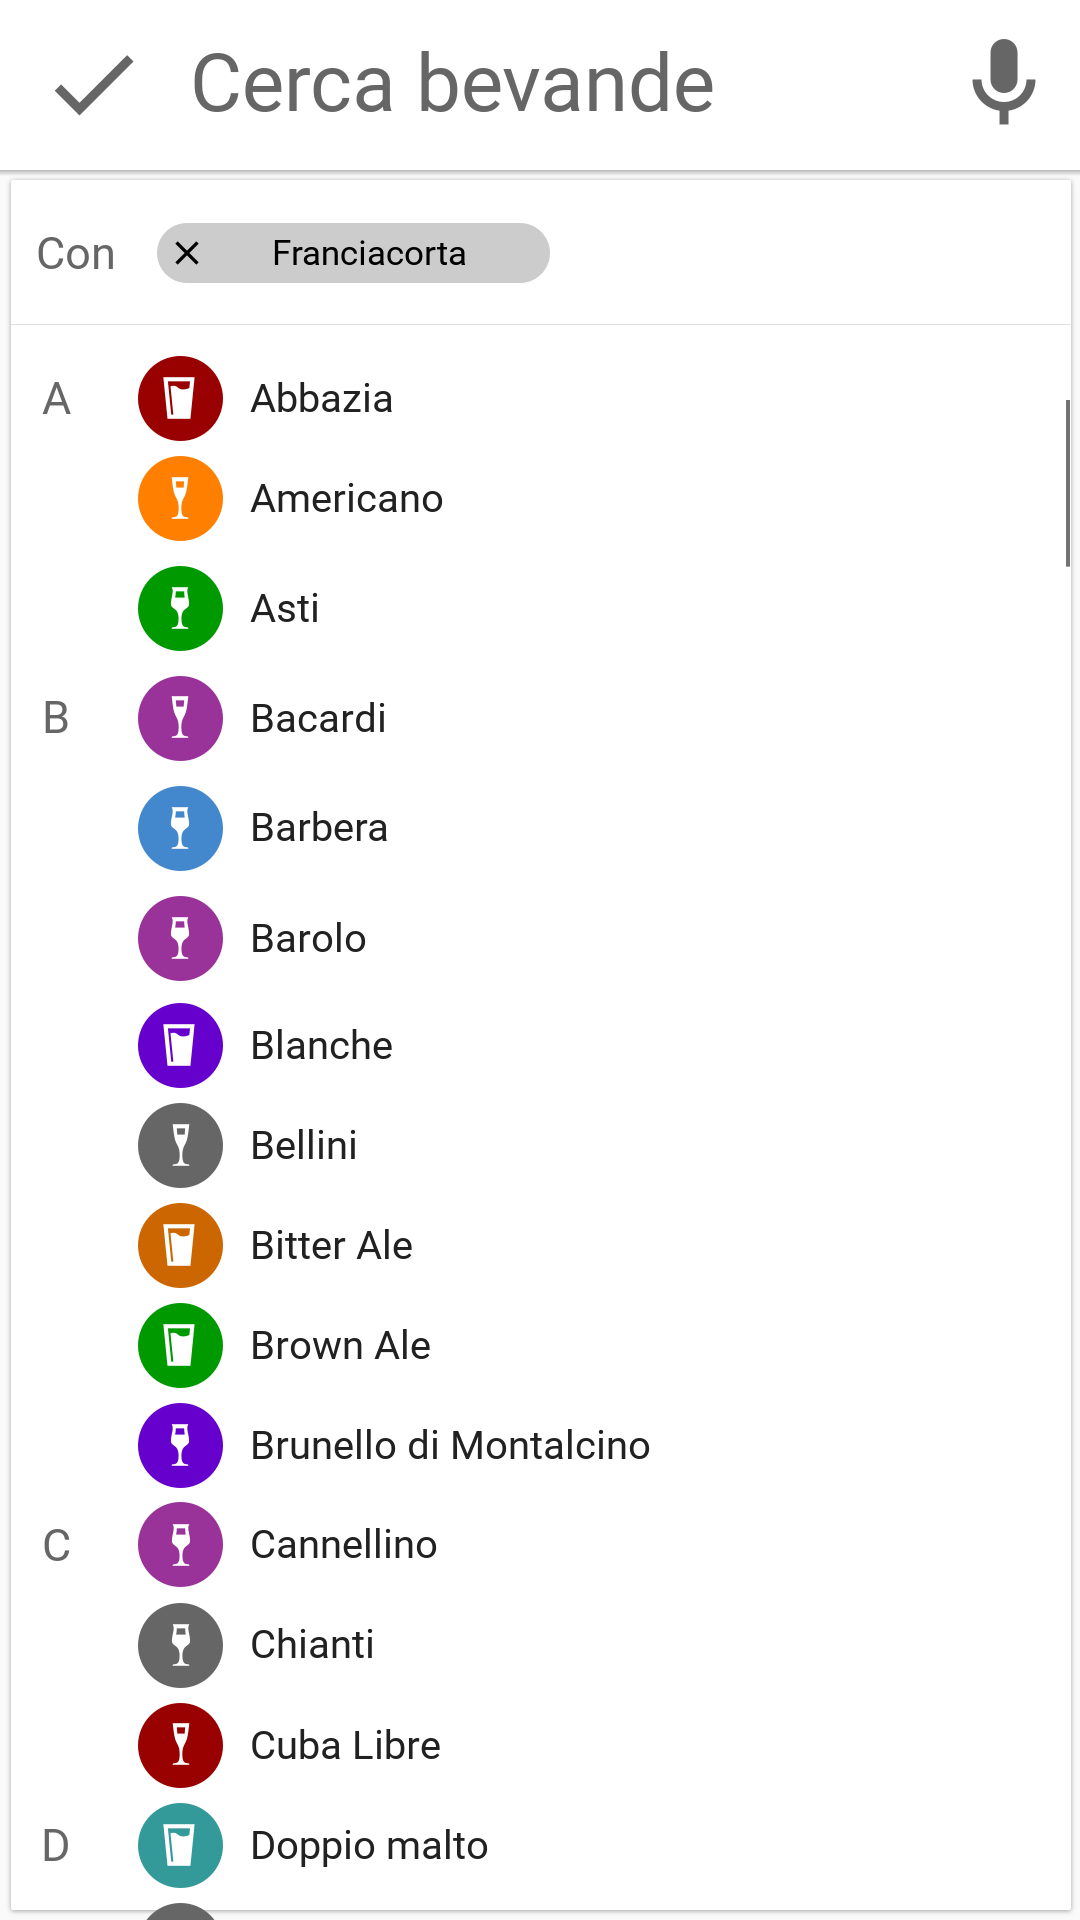 Cerca bevande
Con Franciacorta
A Abbazia
Americano
Asti
B Bacardi
Barbera
Barolo
Blanche
Bellini
Bitter Ale
Brown Ale
Brunello di Montalcino
C Cannellino
Chianti
Cuba Libre
D Doppio malto